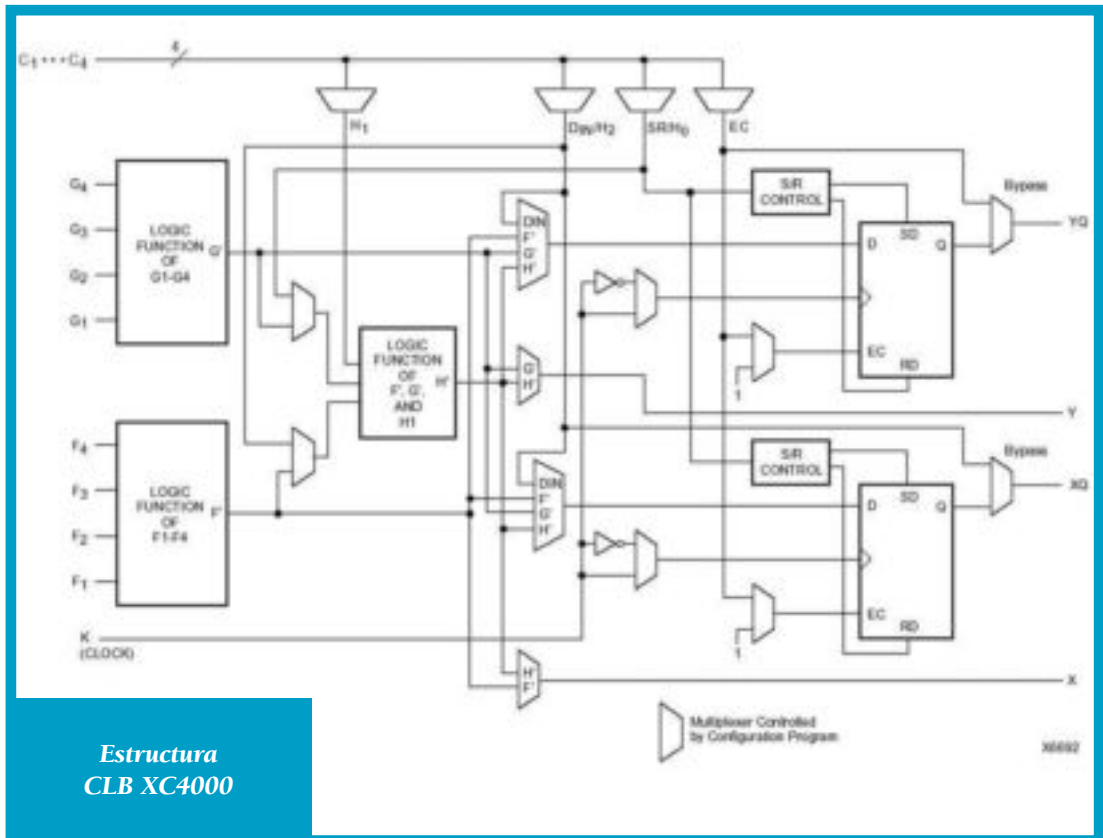 C1 • • • C4
4
H1
DIN/H2
SR/H0
EC
G4
G3
G2
G1
LOGIC
FUNCTION
OF
G1-G4
G'
DIN
F'
G'
H'
S/R
CONTROL
Bypass
D
SD
Q
YQ
EC
RD
1
LOGIC
FUNCTION
OF
F', G',
AND
H1
H'
G'
H'
Y
F4
F3
F2
F1
LOGIC
FUNCTION
OF
F1-F4
F'
DIN
F'
G'
H'
S/R
CONTROL
Bypass
D
SD
Q
XQ
EC
RD
1
K
(CLOCK)
H'
F'
X
Multiplexer Controlled
by Configuration Program
X6692
Estructura
CLB XC4000